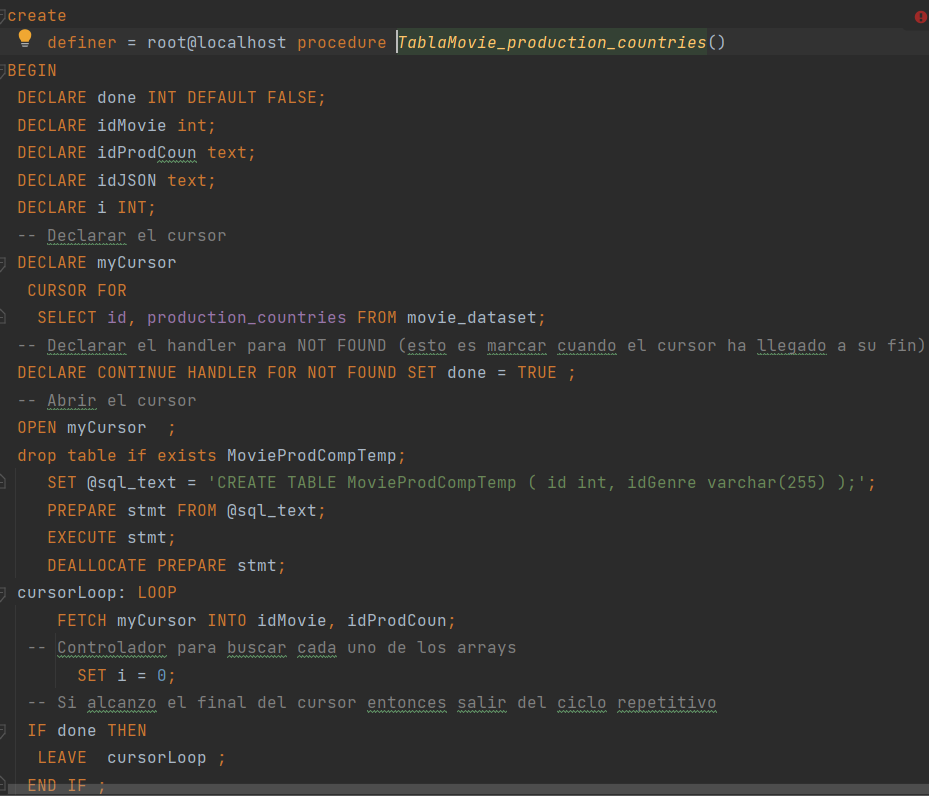 create
    definer = root@localhost procedure TablaMovie_production_countries()
BEGIN
 DECLARE done INT DEFAULT FALSE;
 DECLARE idMovie int;
 DECLARE idProdCoun text;
 DECLARE idJSON text;
 DECLARE i INT;
 -- Declarar el cursor
 DECLARE myCursor
  CURSOR FOR
   SELECT id, production_countries FROM movie_dataset;
 -- Declarar el handler para NOT FOUND (esto es marcar cuando el cursor ha llegado a su fin)
 DECLARE CONTINUE HANDLER FOR NOT FOUND SET done = TRUE ;
 -- Abrir el cursor
 OPEN myCursor  ;
 drop table if exists MovieProdCompTemp;
    SET @sql_text = 'CREATE TABLE MovieProdCompTemp ( id int, idGenre varchar(255) );';
    PREPARE stmt FROM @sql_text;
    EXECUTE stmt;
    DEALLOCATE PREPARE stmt;
 cursorLoop: LOOP
     FETCH myCursor INTO idMovie, idProdCoun;
  -- Controlador para buscar cada uno de los arrays
       SET i = 0;
  -- Si alcanzo el final del cursor entonces salir del ciclo repetitivo
  IF done THEN
   LEAVE  cursorLoop ;
  END IF ;